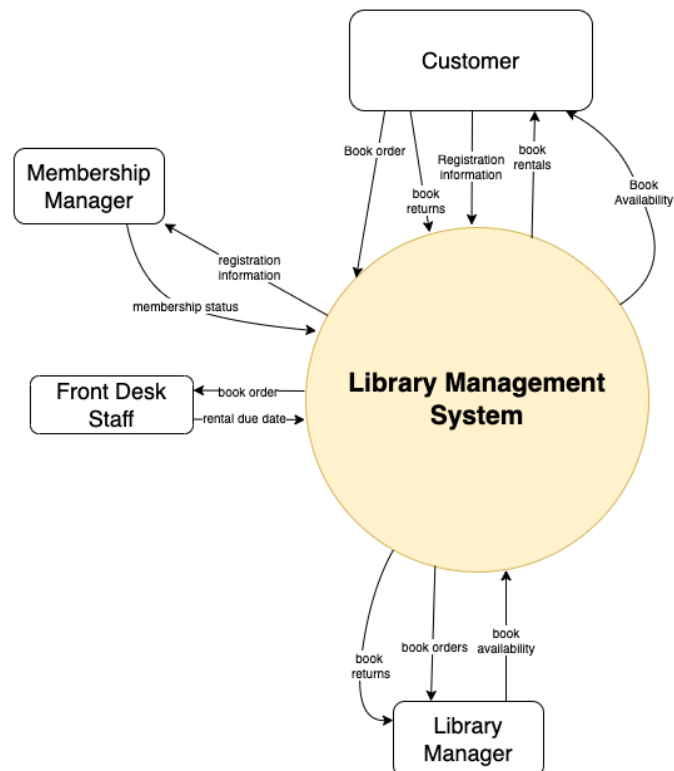 Customer
Book order
book
returns
Registration
information
book
rentals
Book
Availability
Membership
Manager
registration
information
membership status
Library Management
System
Front Desk
Staff
book order
rental due date
book
returns
book orders
book
availability
Library
Manager